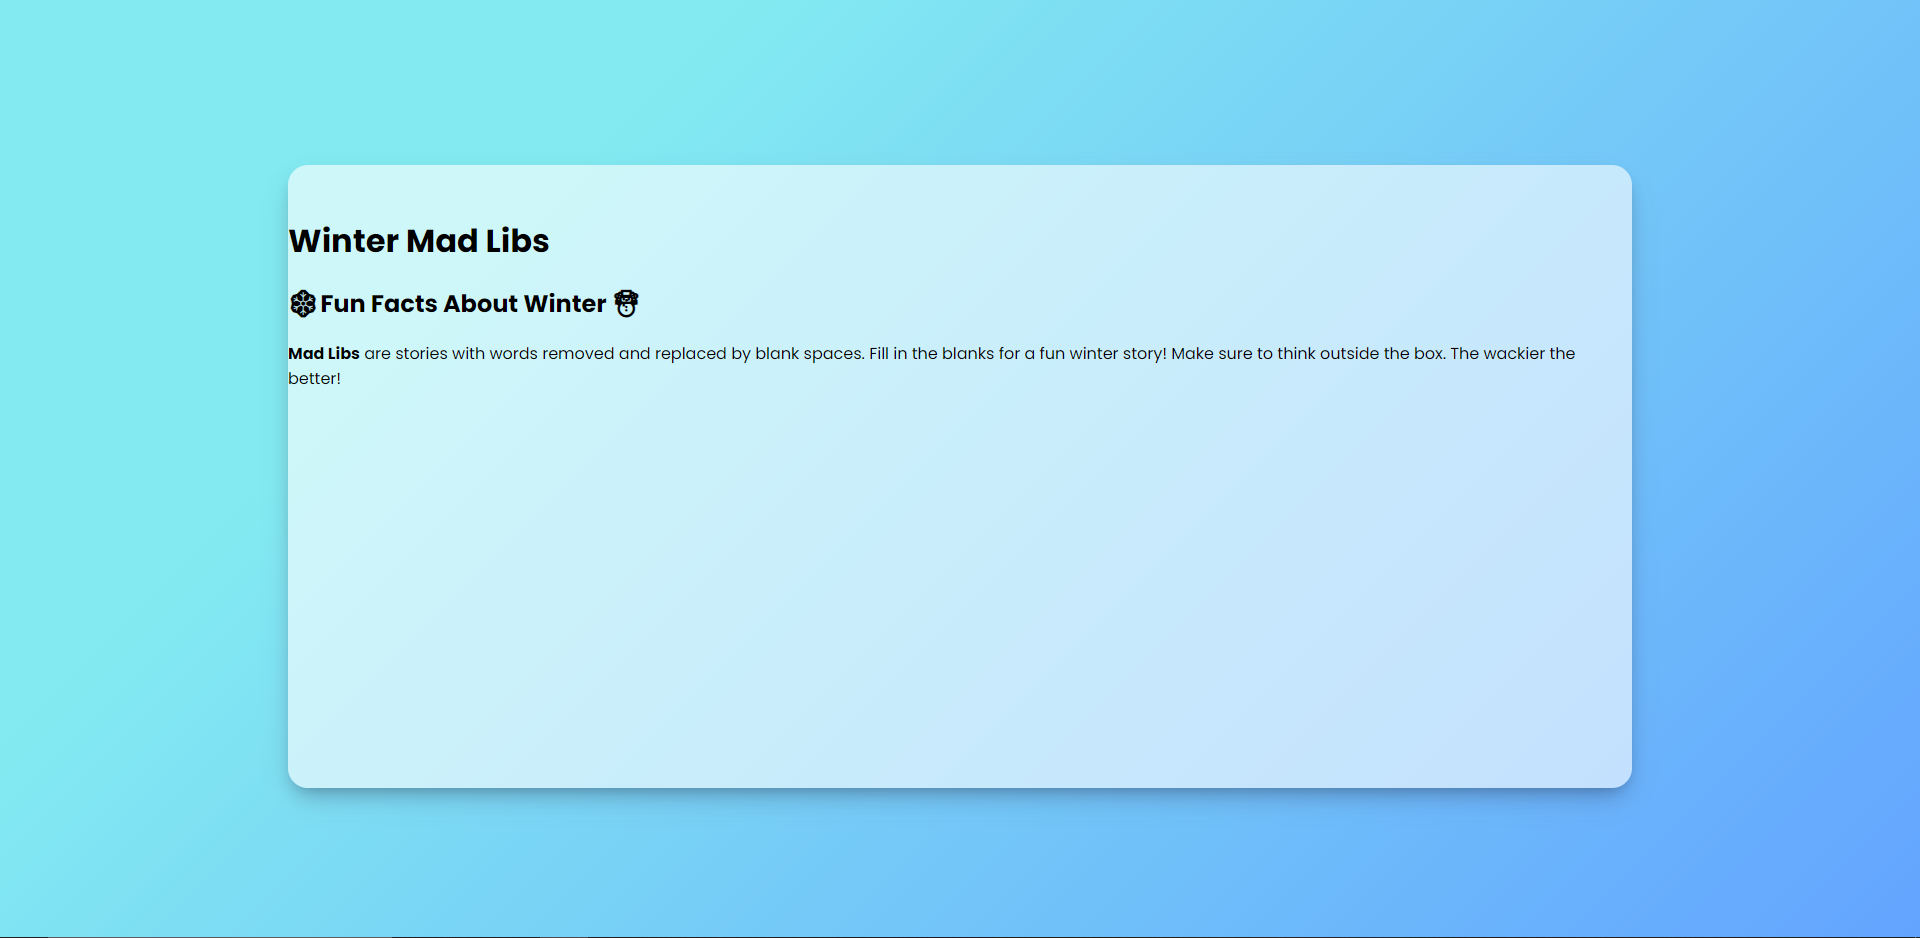 Winter Mad Libs
❄Fun Facts About Winter ☃
Mad Libs are stories with words removed and replaced by blank spaces. Fill in the blanks for a fun winter story! Make sure to think outside the box. The wackier the
better!